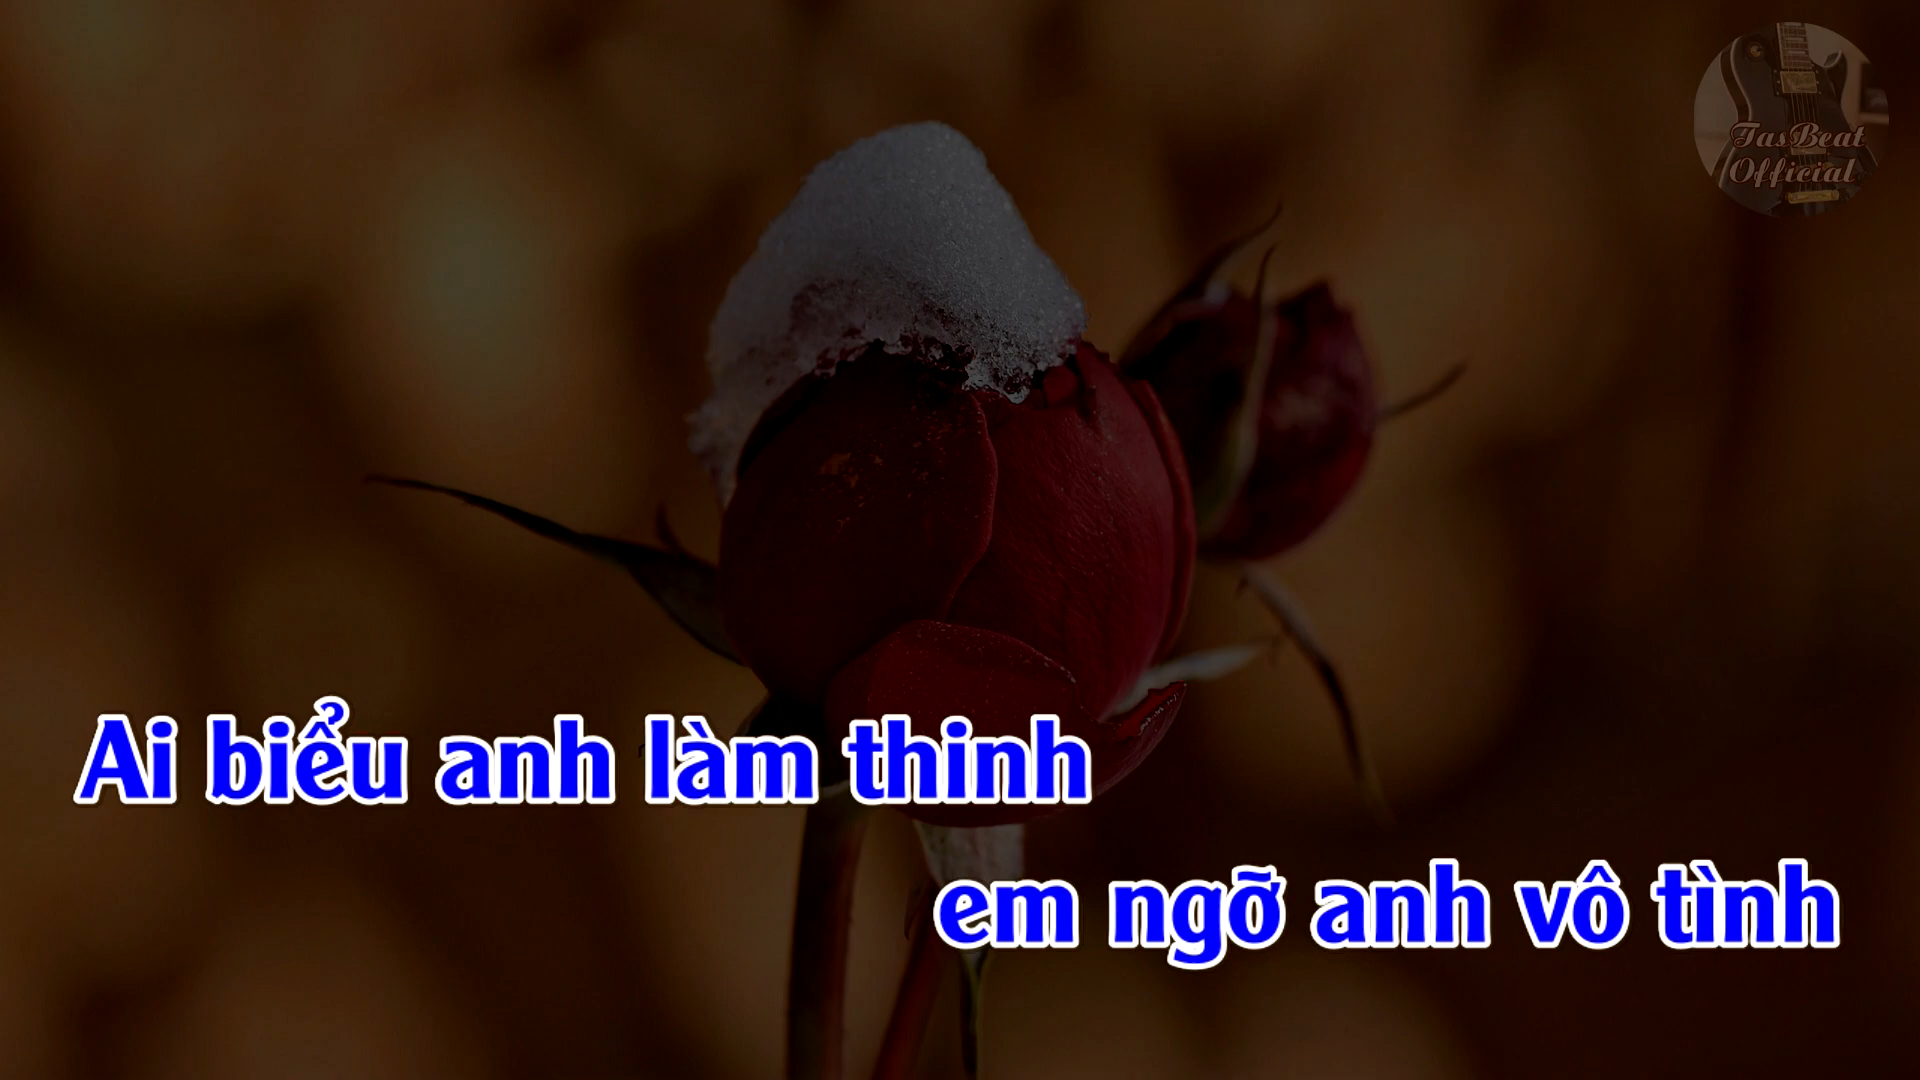 TasBeat
Official
Ai biểu anh làm thinh
em ngỡ anh vô tình